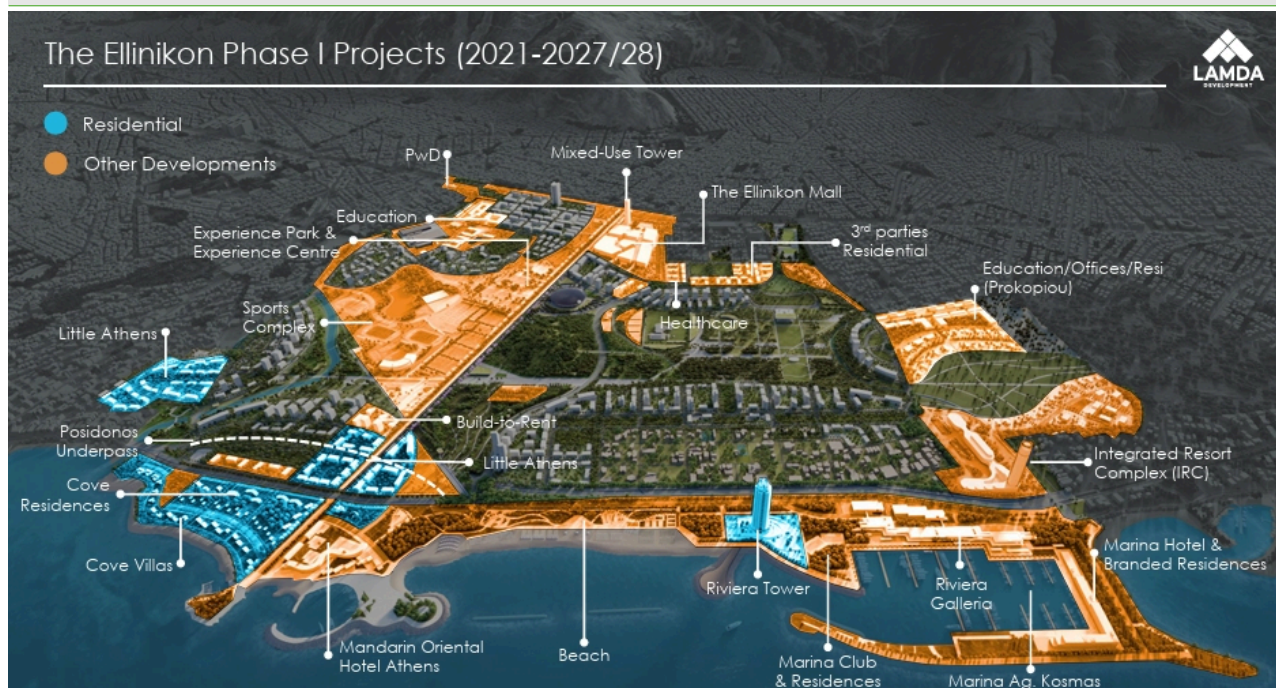 The Ellinikon Phase I Projects (2021-2027/28)
LAMDA
DEVELOPMENT
Residential
Other Developments
PwD
Mixed-Use Tower
The Ellinikon Mall
Education
Experience Park &
Experience Centre
3rd parties
Residential
Education/Offices/Resi
(Prokopiou)
Sports
Complex
Healthcare
Little Athens
Build-to-Rent
Posidonos
Underpass
Little Athens
Integrated Resort
Complex (IRC)
Cove
Residences
Cove Villas
Riviera Tower
Riviera
Galleria
Marina Hotel &
Branded Residences
Mandarin Oriental
Hotel Athens
Beach
Marina Club
& Residences
Marina Ag. Kosmas